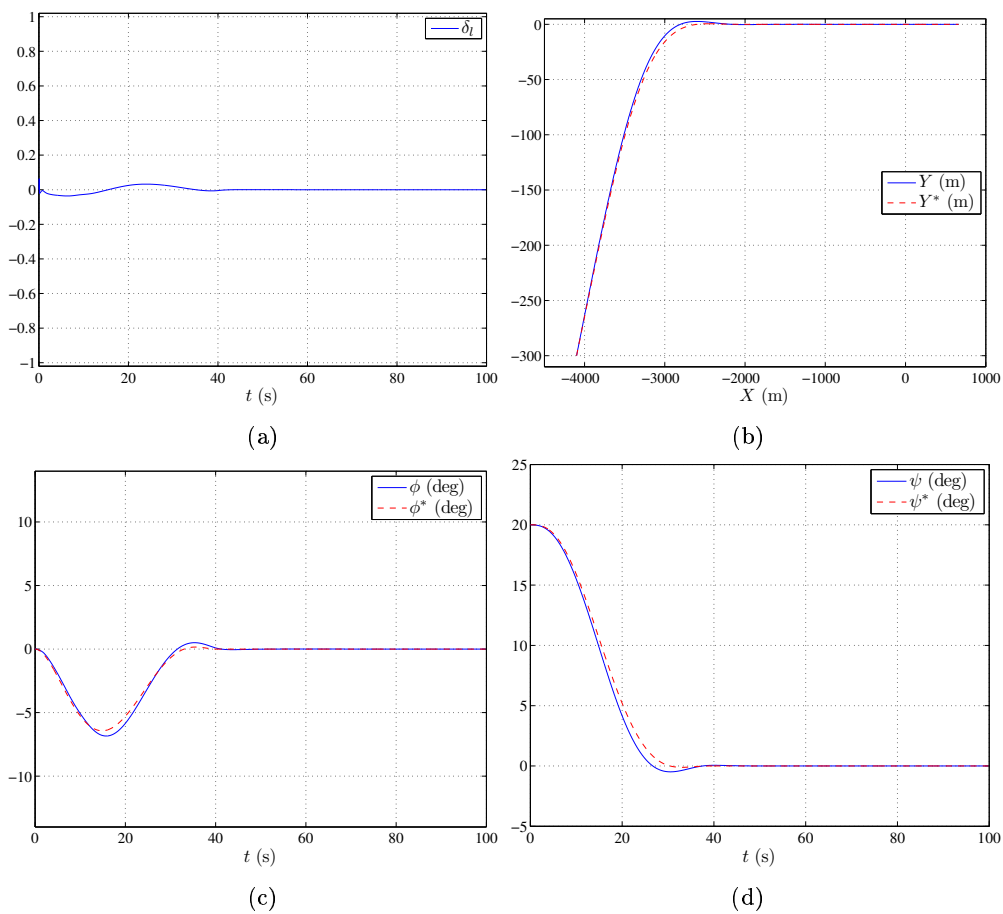 δ_l
1
0.8
0.6
0.4
0.2
0
−0.2
−0.4
−0.6
−0.8
−1
0 20 40 60 80 100
t (s)
(a)
Y (m)
Y* (m)
0
−50
−100
−150
−200
−250
−300
−4000 −3000 −2000 −1000 0 1000
X (m)
(b)
ϕ (deg)
ϕ* (deg)
10
5
0
−5
−10
0 20 40 60 80 100
t (s)
(c)
ψ (deg)
ψ* (deg)
25
20
15
10
5
0
−5
0 20 40 60 80 100
t (s)
(d)